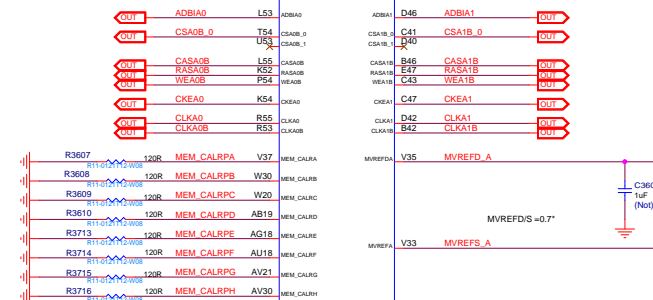 OUT ADBIA0 L53 ADBIA0 ADBIA1 D46 ADBIA1 OUT
OUT CSA0B_0 T54 CSA0B_0 CSA1B_0 C41 CSA1B_0 OUT
U53 CSA0B_1 CSA1B_1 D40
OUT CASA0B L55 CASA0B CASA1B B46 CASA1B OUT
OUT RASA0B K52 RASA0B RASA1B E47 RASA1B OUT
OUT WEA0B P54 WEA0B WEA1B C43 WEA1B OUT
OUT CKEA0 K54 CKEA0 CKEA1 C47 CKEA1 OUT
OUT CLKA0 R55 CLKA0 CLKA1 D42 CLKA1 OUT
OUT CLKA0B R53 CLKA0B CLKA1B B42 CLKA1B OUT
R3607 120R MEM_CALRPA V37 MEM_CALRA MVREFDA V35 MVREFD_A
R11-0121112-W08
R3608 120R MEM_CALRPB W30 MEM_CALRB
R11-0121112-W08
R3609 120R MEM_CALRPC W20 MEM_CALRC
R11-0121112-W08
R3610 120R MEM_CALRPD AB19 MEM_CALRD
R11-0121112-W08
R3713 120R MEM_CALRPE AG18 MEM_CALRE
R11-0121112-W08
R3714 120R MEM_CALRPF AU18 MEM_CALRF MVREFA V33 MVREFS_A
R11-0121112-W08
R3715 120R MEM_CALRPG AV21 MEM_CALRG
R11-0121112-W08
R3716 120R MEM_CALRPH AV30 MEM_CALRH
R11-0121112-W08
C360
1uF
(Not)
MVREFD/S =0.7*